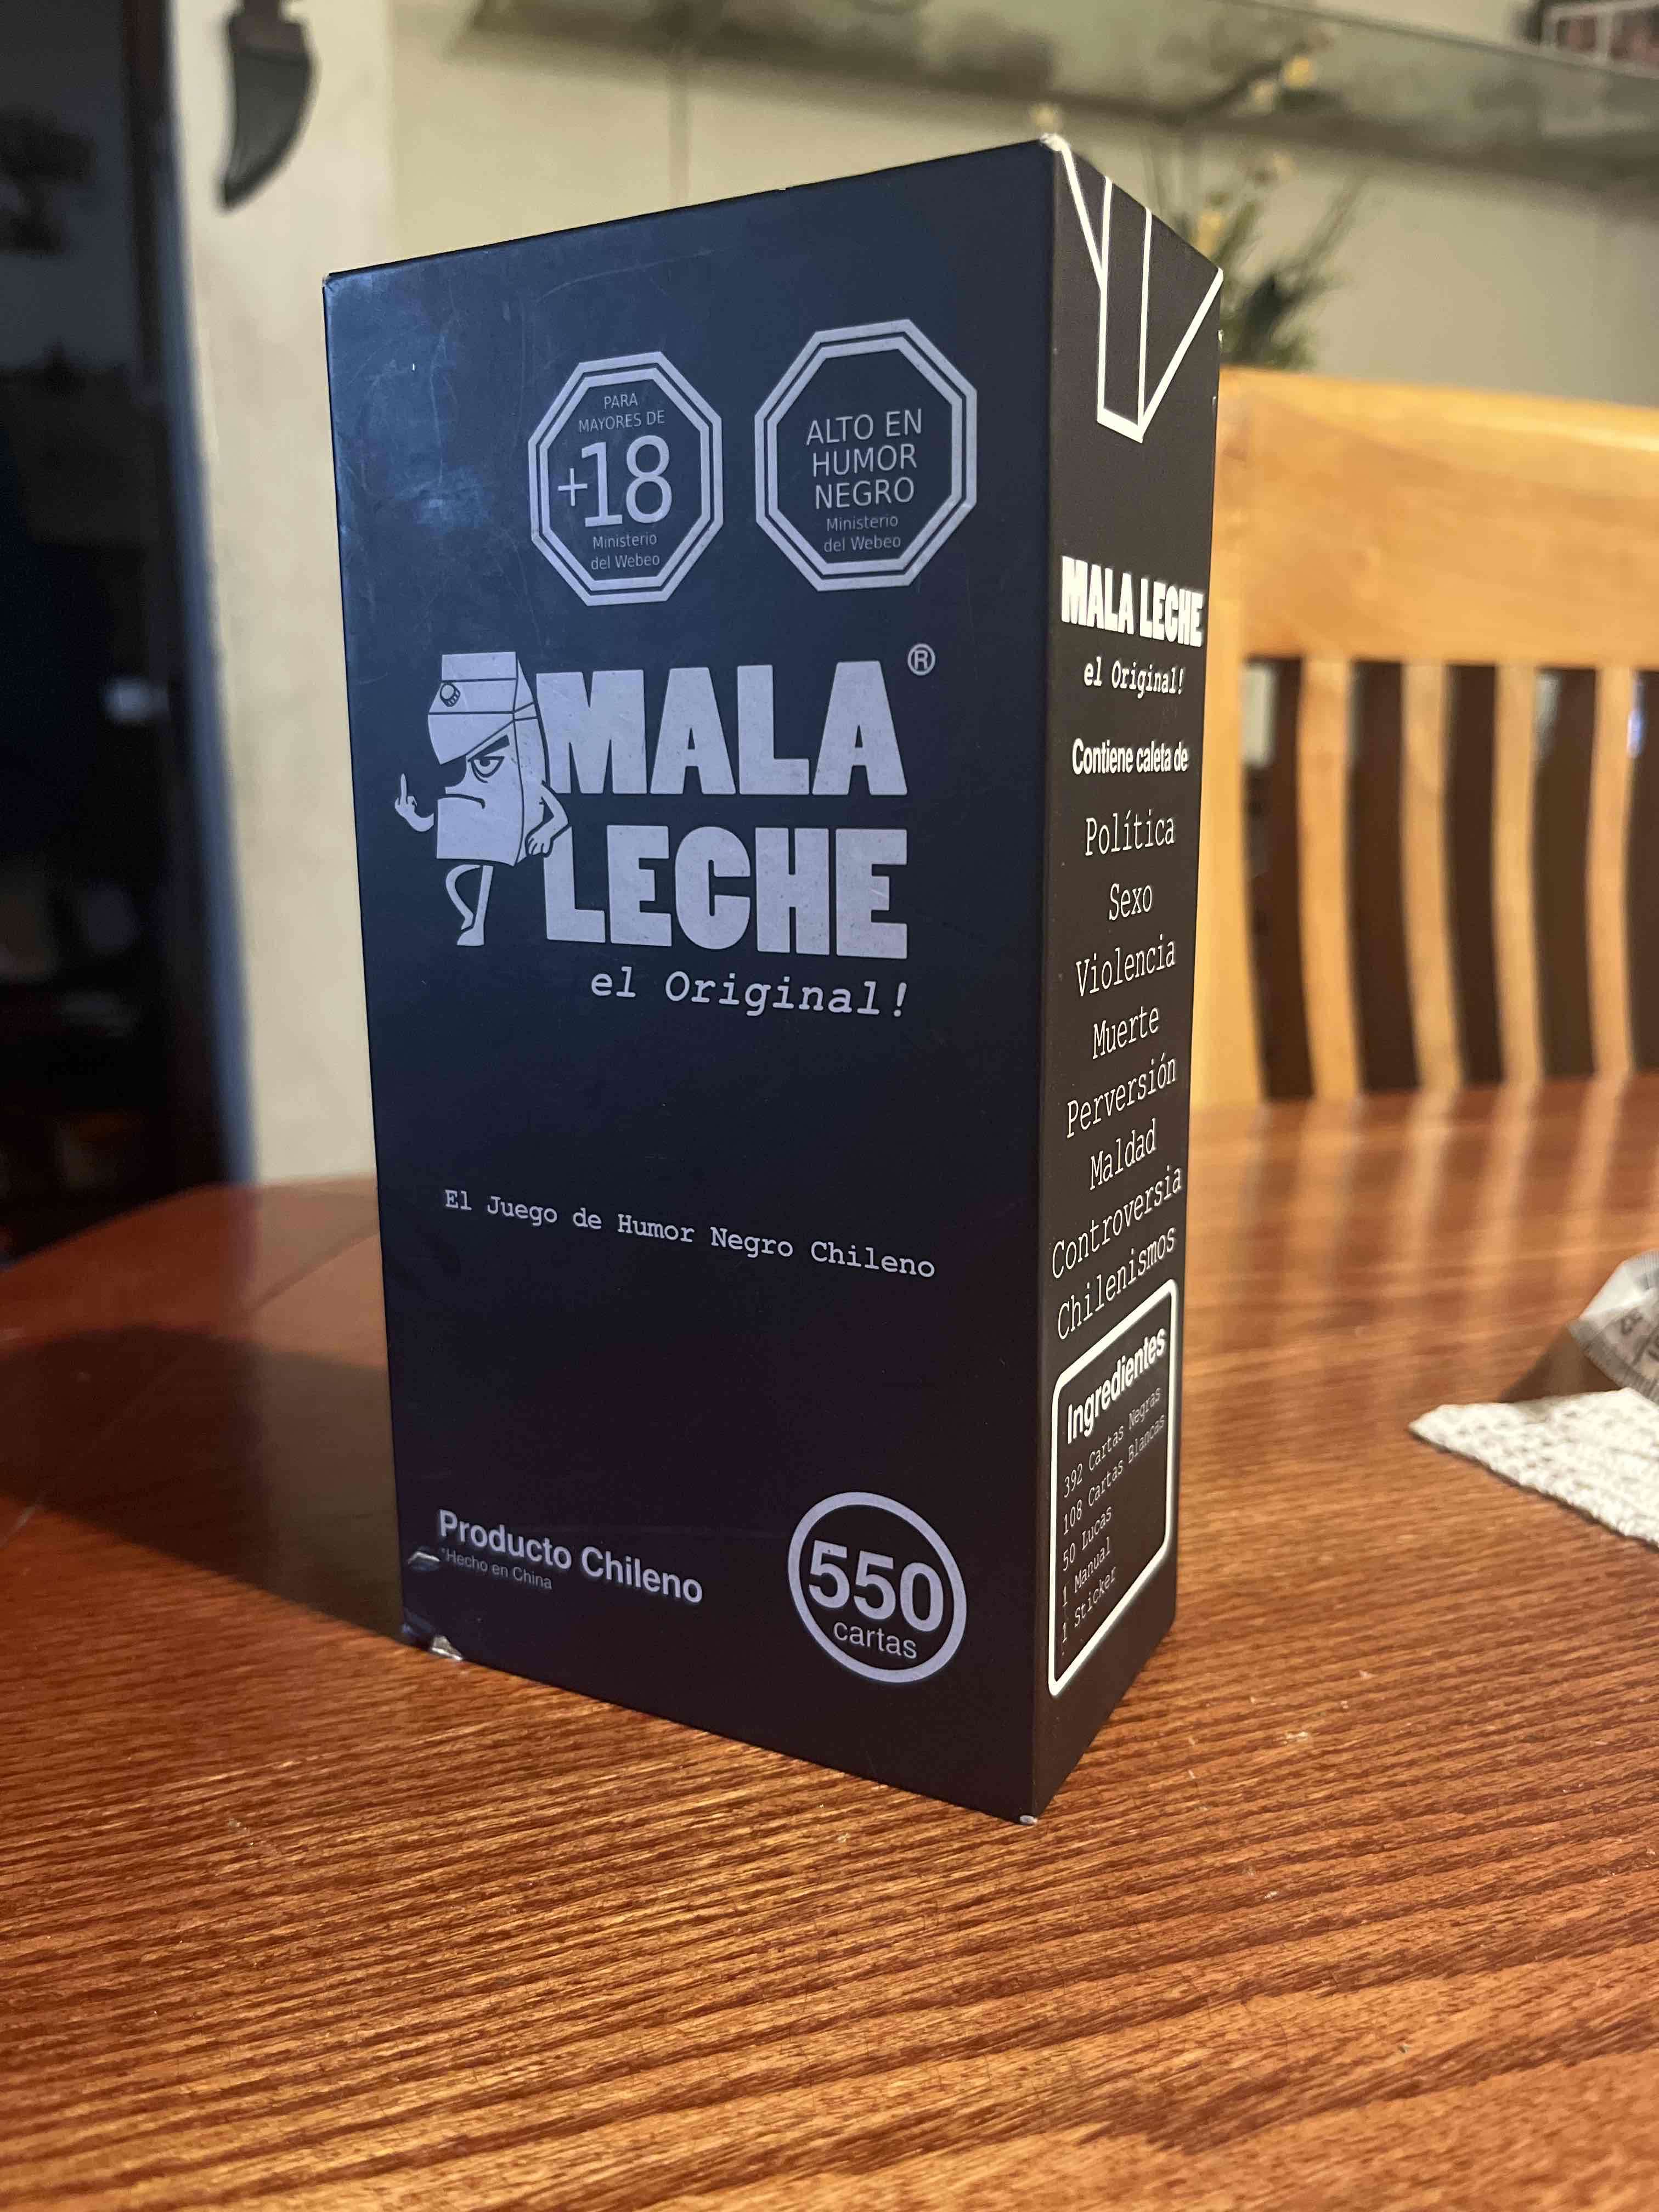 PARA
MAYORES DE
+18
Ministerio
del Webeo
ALTO EN
HUMOR
NEGRO
Ministerio
del Webeo
MALA ®
LECHE
el Original!
El Juego de Humor Negro Chileno
Producto Chileno
*Hecho en China
550
cartas
MALA LECHE
el Original!
Contiene caleta de
Política
Sexo
Violencia
Muerte
Perversión
Maldad
Controversia
Chilenismos
Ingredientes
392 Cartas Negras
108 Cartas Blancas
50 Lucas
1 Manual
1 Sticker